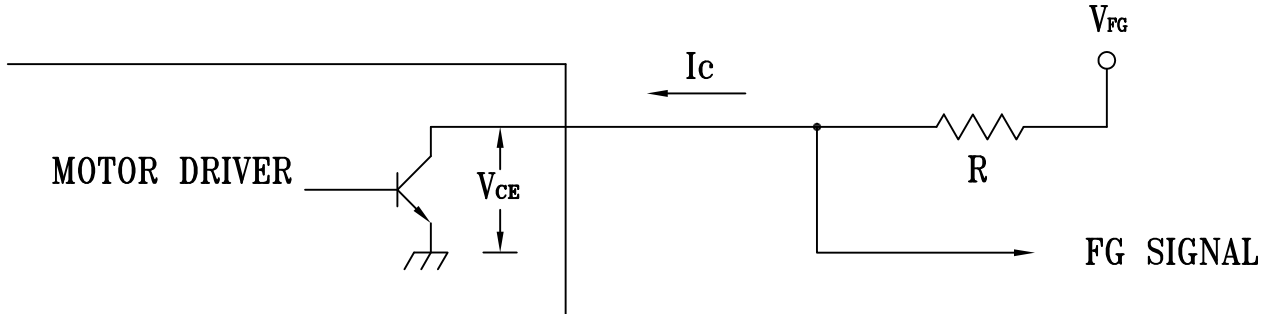 VFG
Ic
MOTOR DRIVER
VCE
R
FG SIGNAL